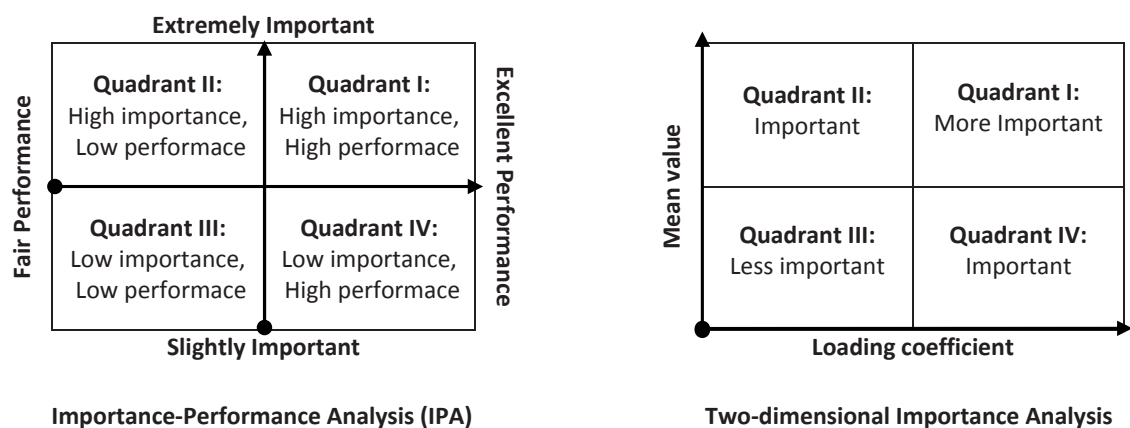 Extremely Important
Fair Performance
Quadrant II:
High importance,
Low performace
Quadrant I:
High importance,
High performace
Quadrant III:
Low importance,
Low performace
Quadrant IV:
Low importance,
High performace
Excellent Performance
Slightly Important
Importance-Performance Analysis (IPA)
Mean value
Quadrant II:
Important
Quadrant I:
More Important
Quadrant III:
Less important
Quadrant IV:
Important
Loading coefficient
Two-dimensional Importance Analysis